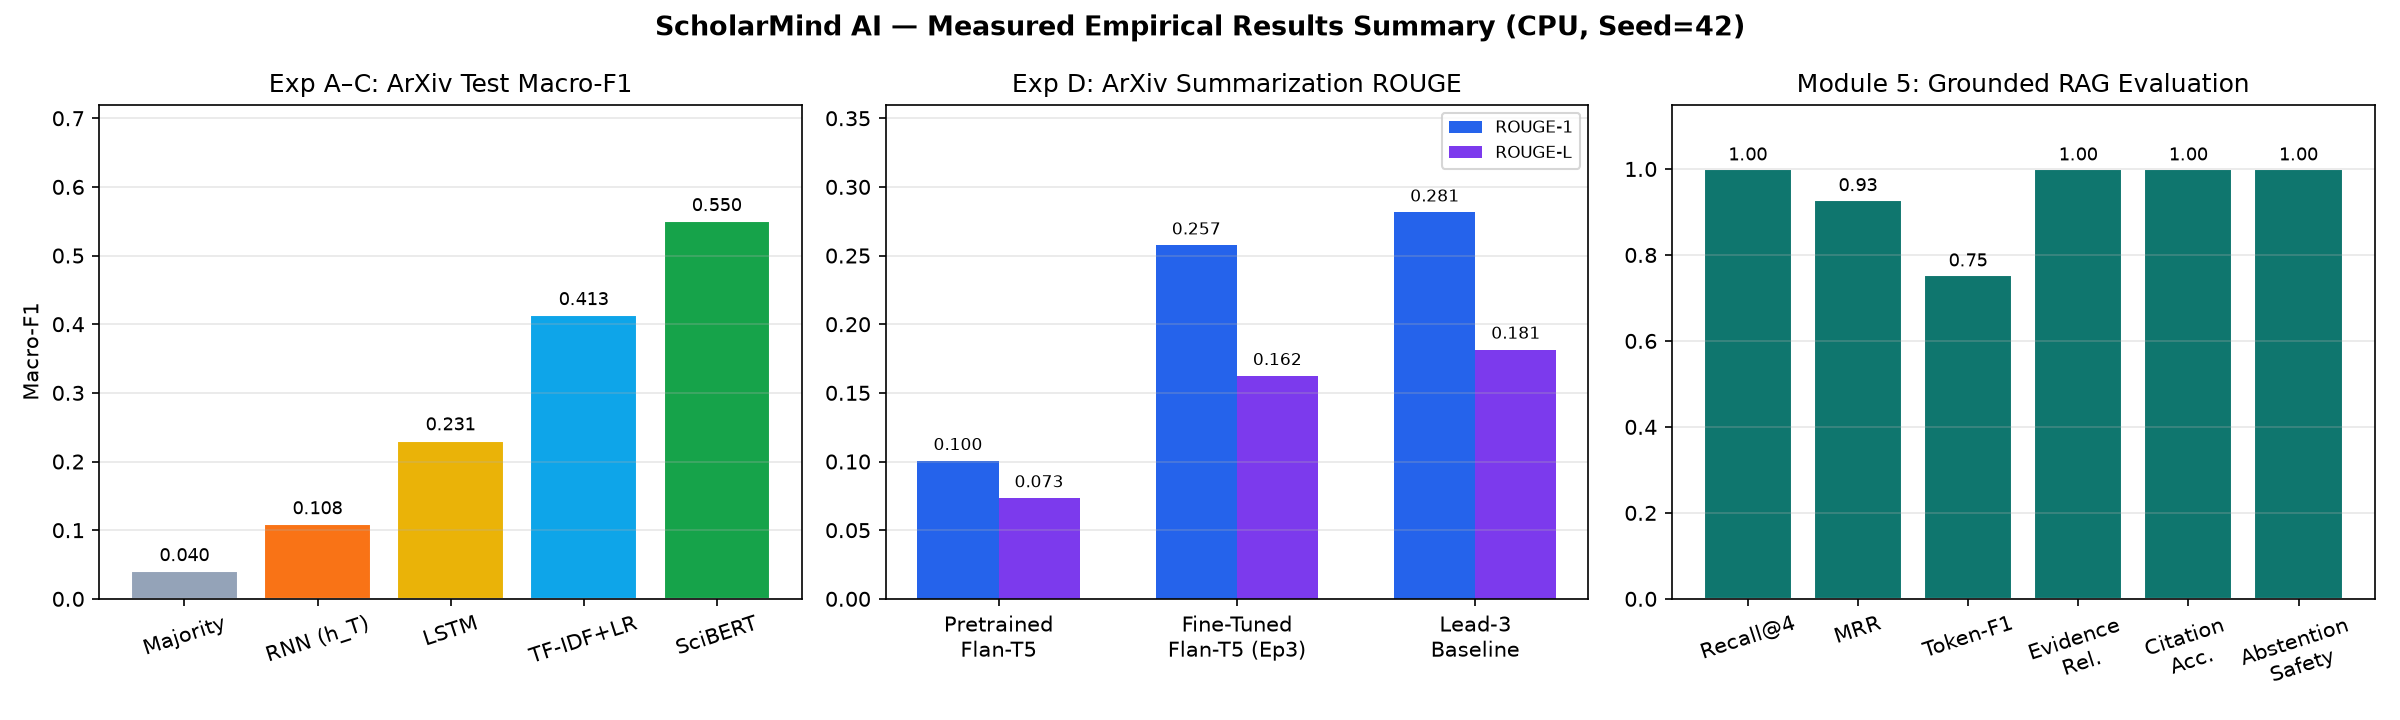 ScholarMind AI — Measured Empirical Results Summary (CPU, Seed=42)
Exp A–C: ArXiv Test Macro-F1
Macro-F1
0.7
0.6
0.5
0.4
0.3
0.2
0.1
0.0
0.040
0.108
0.231
0.413
0.550
Majority
RNN (h_T)
LSTM
TF-IDF+LR
SciBERT
Exp D: ArXiv Summarization ROUGE
0.35
0.30
0.25
0.20
0.15
0.10
0.05
0.00
ROUGE-1
ROUGE-L
0.100
0.073
0.257
0.162
0.281
0.181
Pretrained
Flan-T5
Fine-Tuned
Flan-T5 (Ep3)
Lead-3
Baseline
Module 5: Grounded RAG Evaluation
1.0
0.8
0.6
0.4
0.2
0.0
1.00
0.93
0.75
1.00
1.00
1.00
Recall@4
MRR
Token-F1
Evidence
Rel.
Citation
Acc.
Abstention
Safety